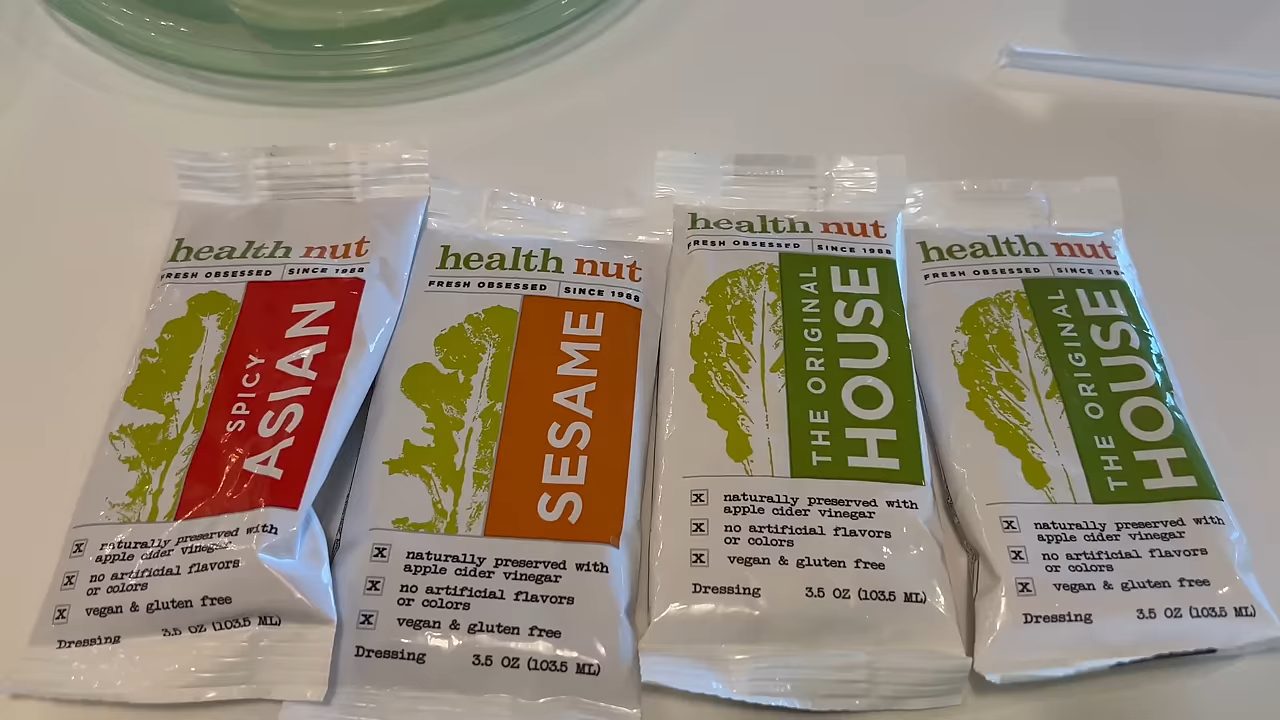 health nut
FRESH OBSESSED SINCE 1988
SPICY
ASIAN
naturally preserved with
apple cider vinegar
no artificial flavors
or colors
vegan & gluten free
Dressing 3.5 OZ (103.5 ML)
health nut
FRESH OBSESSED SINCE 1988
SESAME
naturally preserved with
apple cider vinegar
no artificial flavors
or colors
vegan & gluten free
Dressing 3.5 OZ (103.5 ML)
health nut
FRESH OBSESSED SINCE 1988
THE ORIGINAL
HOUSE
naturally preserved with
apple cider vinegar
no artificial flavors
or colors
vegan & gluten free
Dressing 3.5 OZ (103.5 ML)
health nut
FRESH OBSESSED SINCE 198
THE ORIGINAL
HOUSE
naturally preserved with
apple cider vinegar
no artificial flavors
or colors
vegan & gluten free
Dressing 3.5 OZ (103.5 ML)